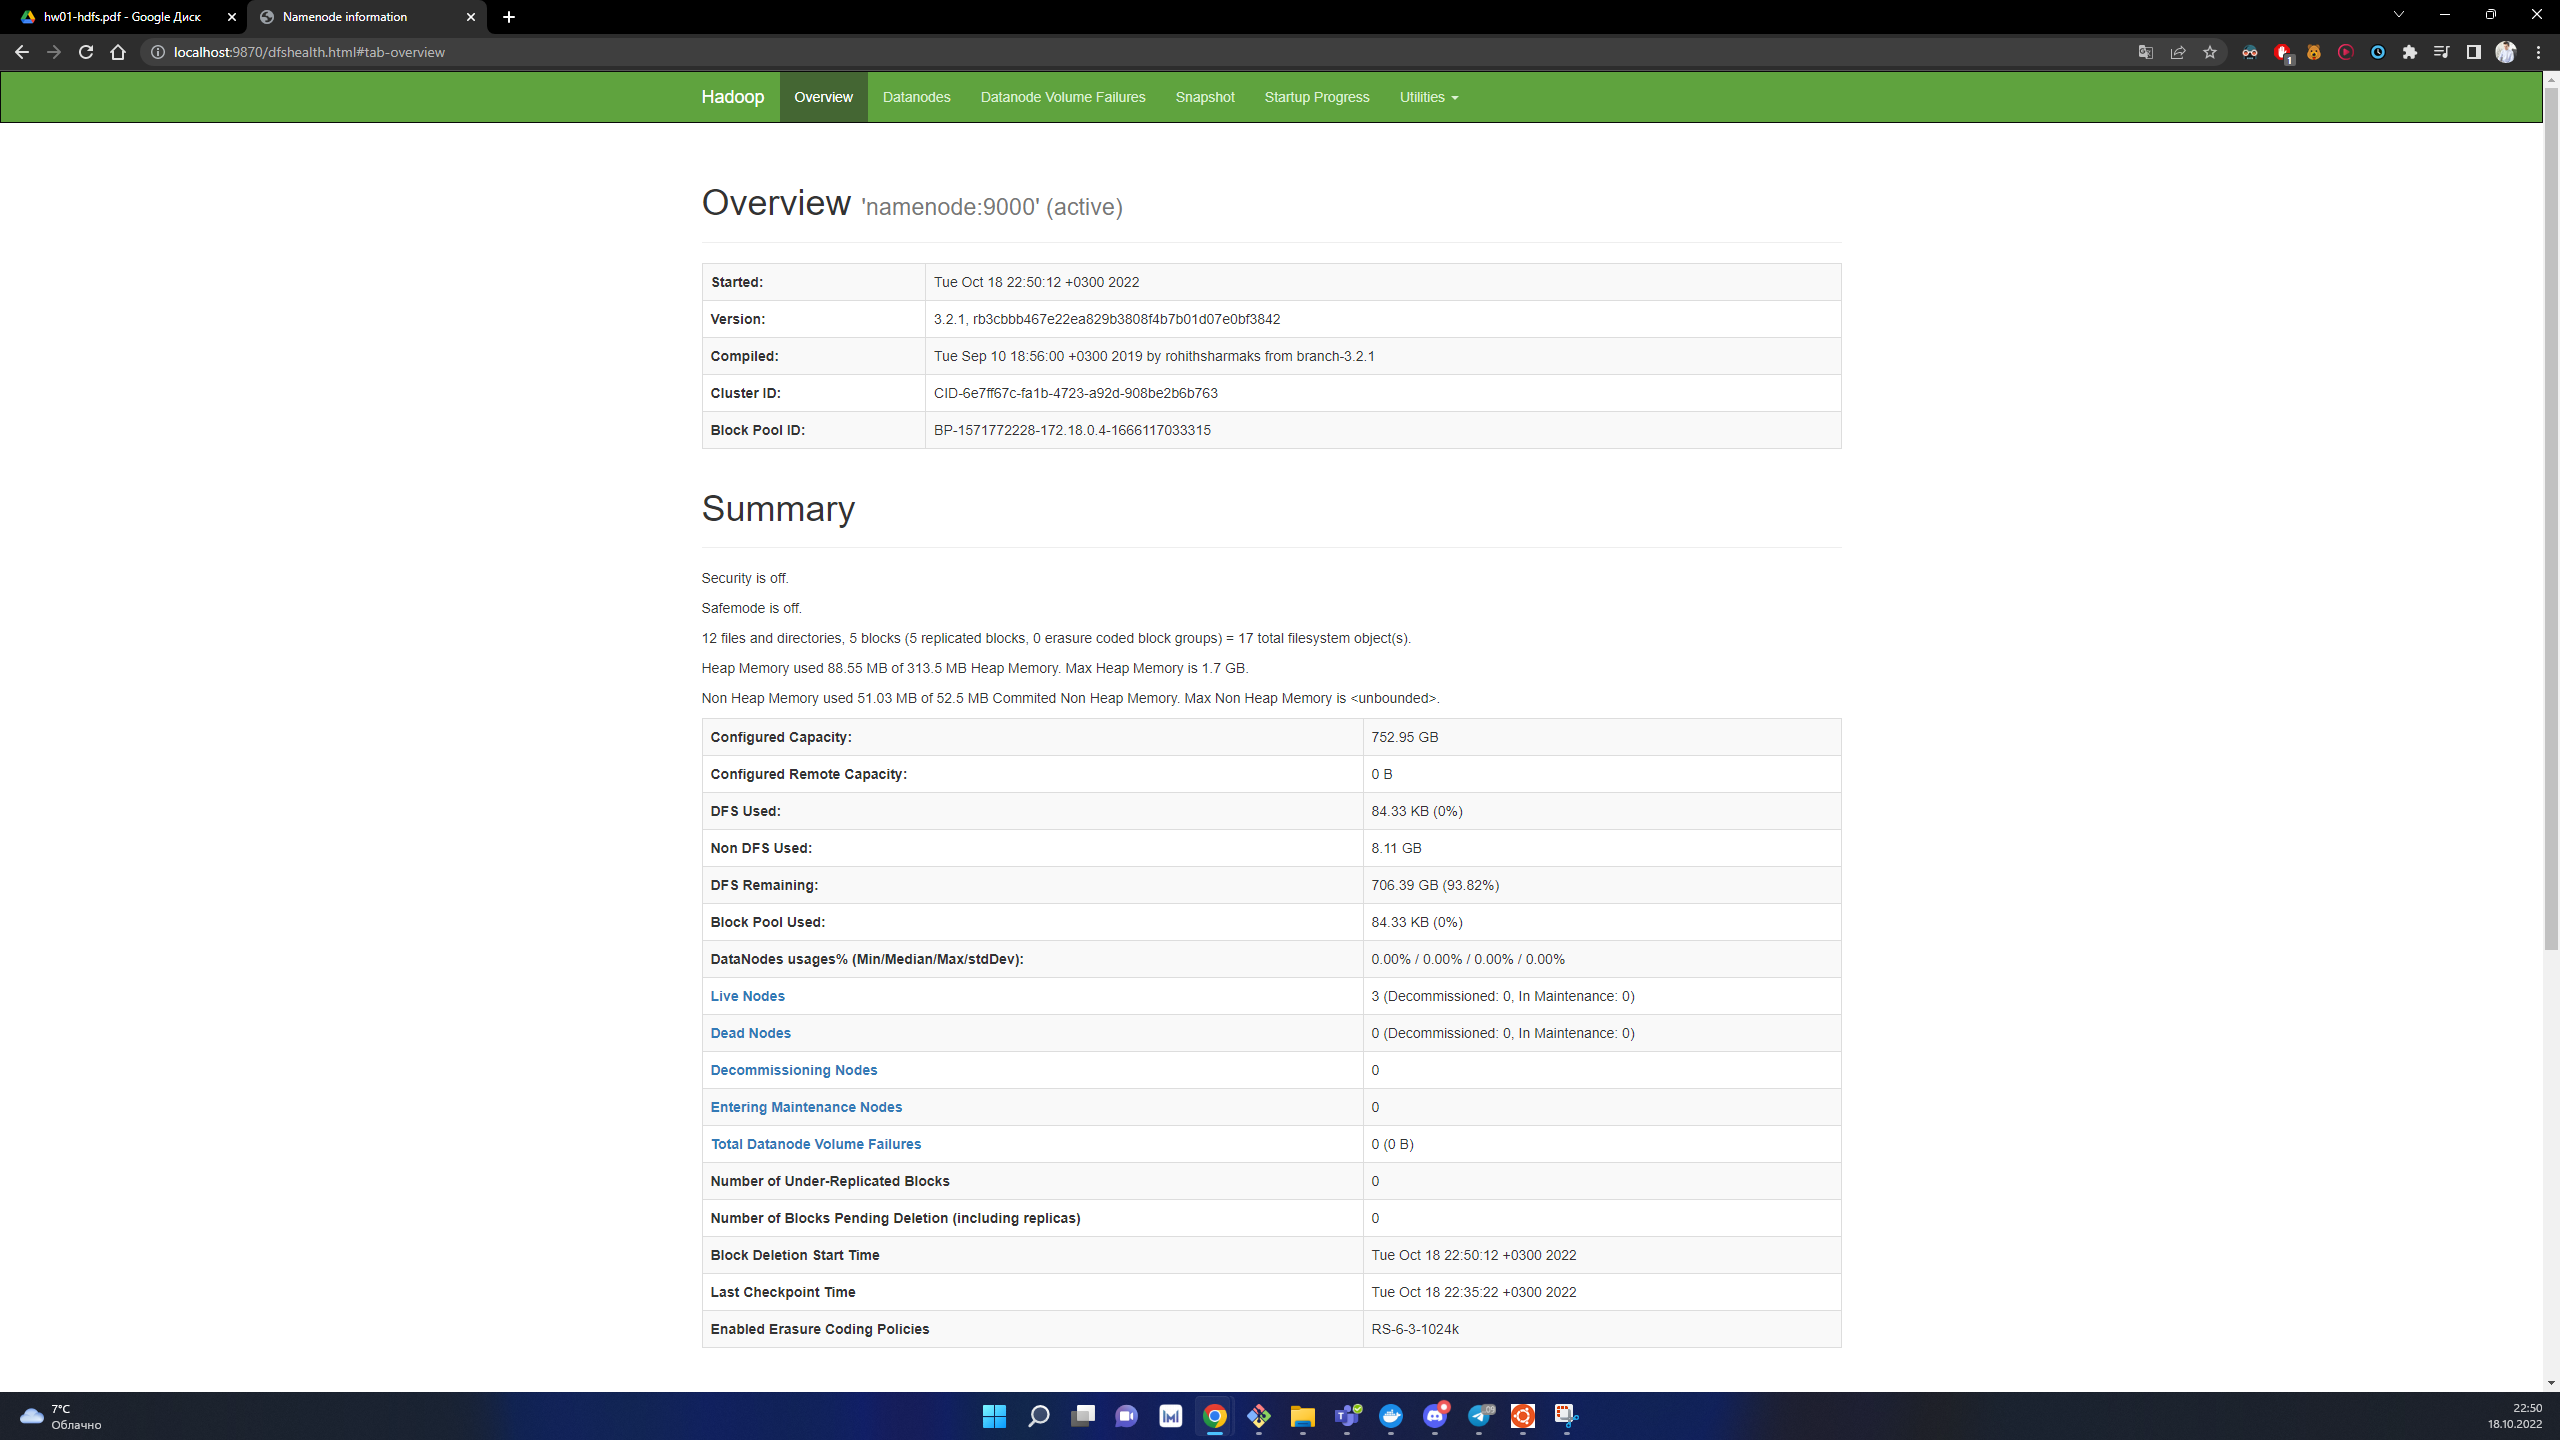 hw01-hdfs.pdf - Google Диск
Namenode information
localhost:9870/dfshealth.html#tab-overview
1
Hadoop Overview Datanodes Datanode Volume Failures Snapshot Startup Progress Utilities
Overview 'namenode:9000' (active)
Started: Tue Oct 18 22:50:12 +0300 2022
Version: 3.2.1, rb3cbbb467e22ea829b3808f4b7b01d07e0bf3842
Compiled: Tue Sep 10 18:56:00 +0300 2019 by rohithsharmaks from branch-3.2.1
Cluster ID: CID-6e7ff67c-fa1b-4723-a92d-908be2b6b763
Block Pool ID: BP-1571772228-172.18.0.4-1666117033315
Summary
Security is off.
Safemode is off.
12 files and directories, 5 blocks (5 replicated blocks, 0 erasure coded block groups) = 17 total filesystem object(s).
Heap Memory used 88.55 MB of 313.5 MB Heap Memory. Max Heap Memory is 1.7 GB.
Non Heap Memory used 51.03 MB of 52.5 MB Commited Non Heap Memory. Max Non Heap Memory is <unbounded>.
Configured Capacity: 752.95 GB
Configured Remote Capacity: 0 B
DFS Used: 84.33 KB (0%)
Non DFS Used: 8.11 GB
DFS Remaining: 706.39 GB (93.82%)
Block Pool Used: 84.33 KB (0%)
DataNodes usages% (Min/Median/Max/stdDev): 0.00% / 0.00% / 0.00% / 0.00%
Live Nodes 3 (Decommissioned: 0, In Maintenance: 0)
Dead Nodes 0 (Decommissioned: 0, In Maintenance: 0)
Decommissioning Nodes 0
Entering Maintenance Nodes 0
Total Datanode Volume Failures 0 (0 B)
Number of Under-Replicated Blocks 0
Number of Blocks Pending Deletion (including replicas) 0
Block Deletion Start Time Tue Oct 18 22:50:12 +0300 2022
Last Checkpoint Time Tue Oct 18 22:35:22 +0300 2022
Enabled Erasure Coding Policies RS-6-3-1024k
7°C
Облачно
22:50
18.10.2022